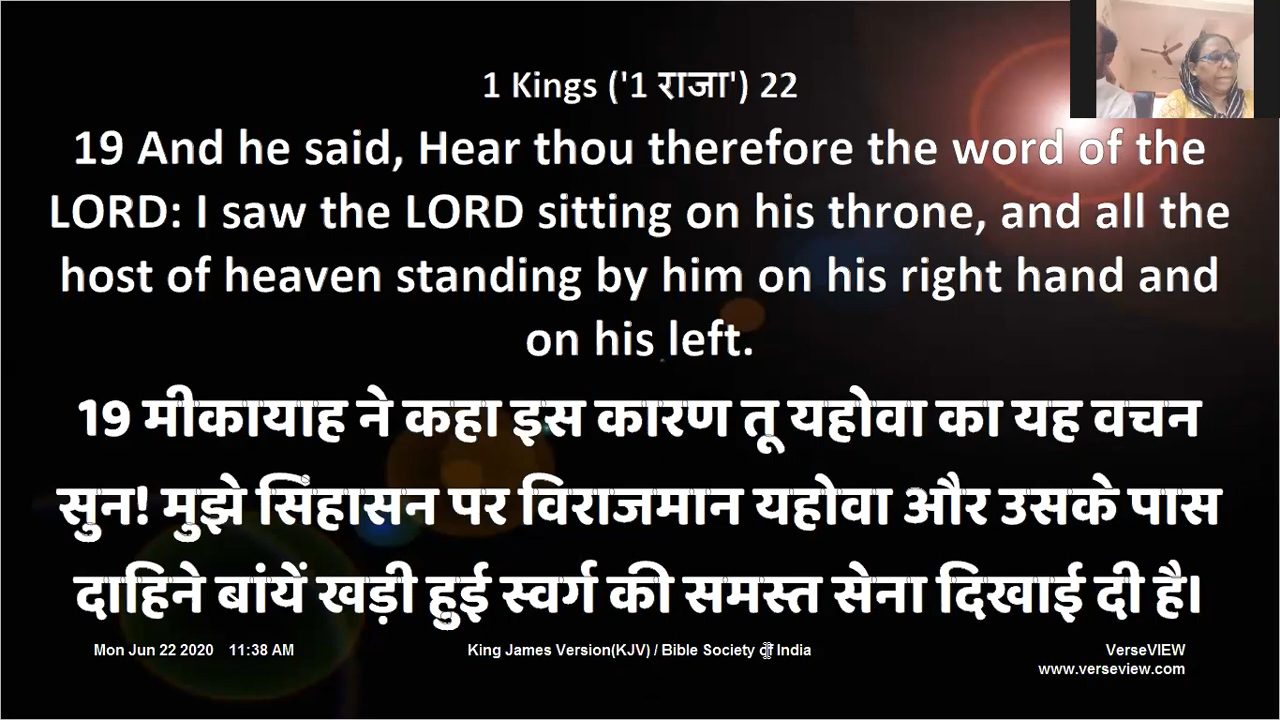 1 Kings ('1 राजा') 22
19 And he said, Hear thou therefore the word of the
LORD: I saw the LORD sitting on his throne, and all the
host of heaven standing by him on his right hand and
on his left.
19 मीकायाह ने कहा इस कारण तू यहोवा का यह वचन
सुन! मुझे सिंहासन पर विराजमान यहोवा और उसके पास
दाहिने बांयें खड़ी हुई स्वर्ग की समस्त सेना दिखाई दी है।
Mon Jun 22 2020 11:38 AM
King James Version(KJV) / Bible Society of India
VerseVIEW
www.verseview.com